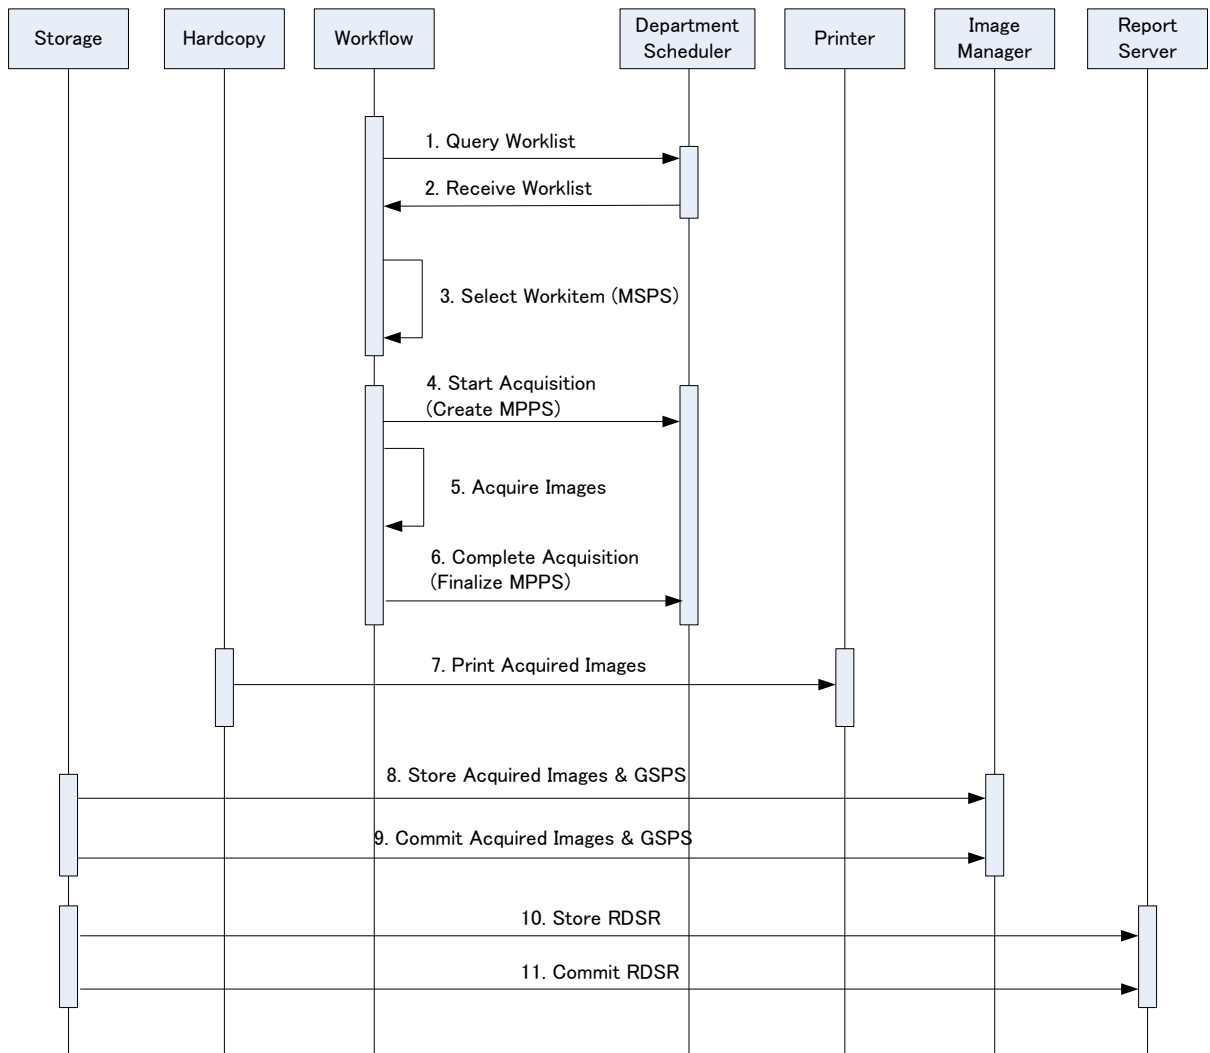 Storage
Hardcopy
Workflow
Department
Scheduler
Printer
Image
Manager
Report
Server
1. Query Worklist
2. Receive Worklist
3. Select Workitem (MSPS)
4. Start Acquisition
(Create MPPS)
5. Acquire Images
6. Complete Acquisition
(Finalize MPPS)
7. Print Acquired Images
8. Store Acquired Images & GSPS
9. Commit Acquired Images & GSPS
10. Store RDSR
11. Commit RDSR